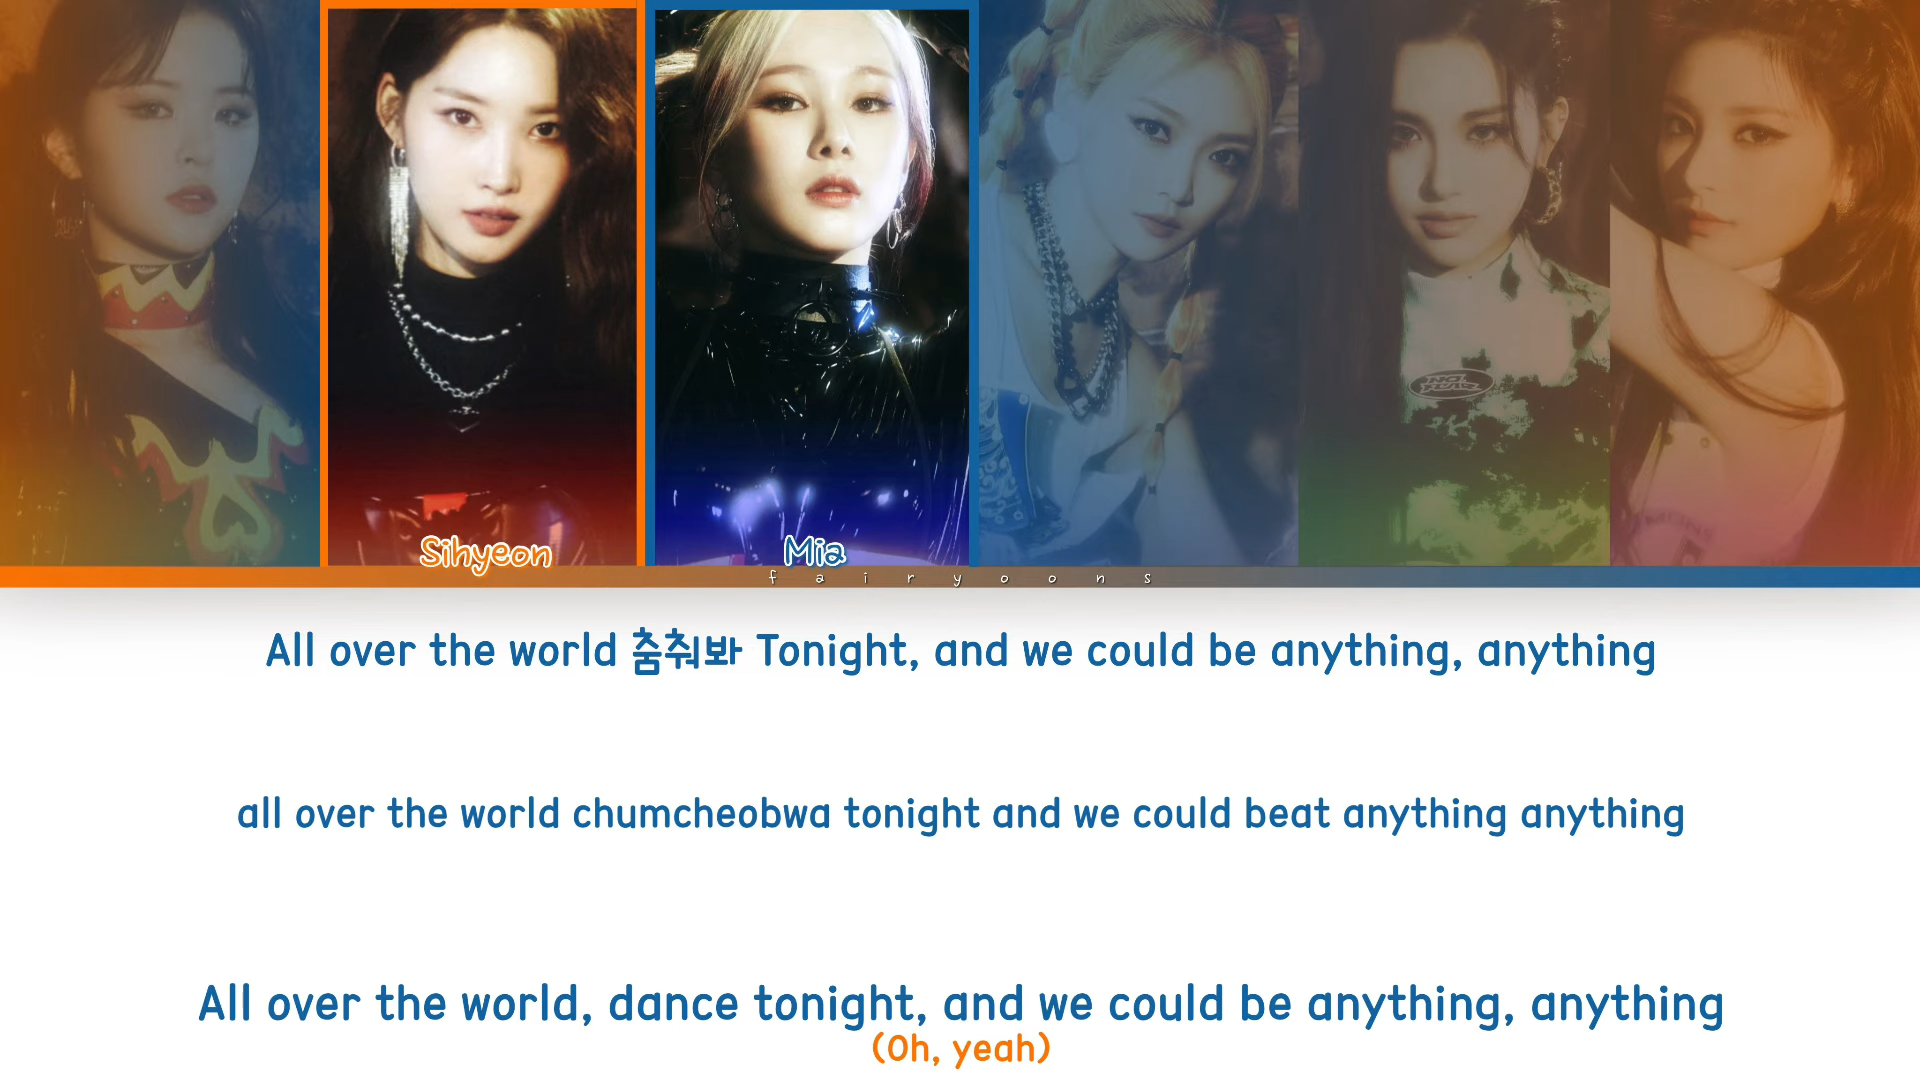 Sihyeon
Mia
fairyoons
All over the world 춤춰봐 Tonight, and we could be anything, anything
all over the world chumcheobwa tonight and we could beat anything anything
All over the world, dance tonight, and we could be anything, anything
(Oh, yeah)